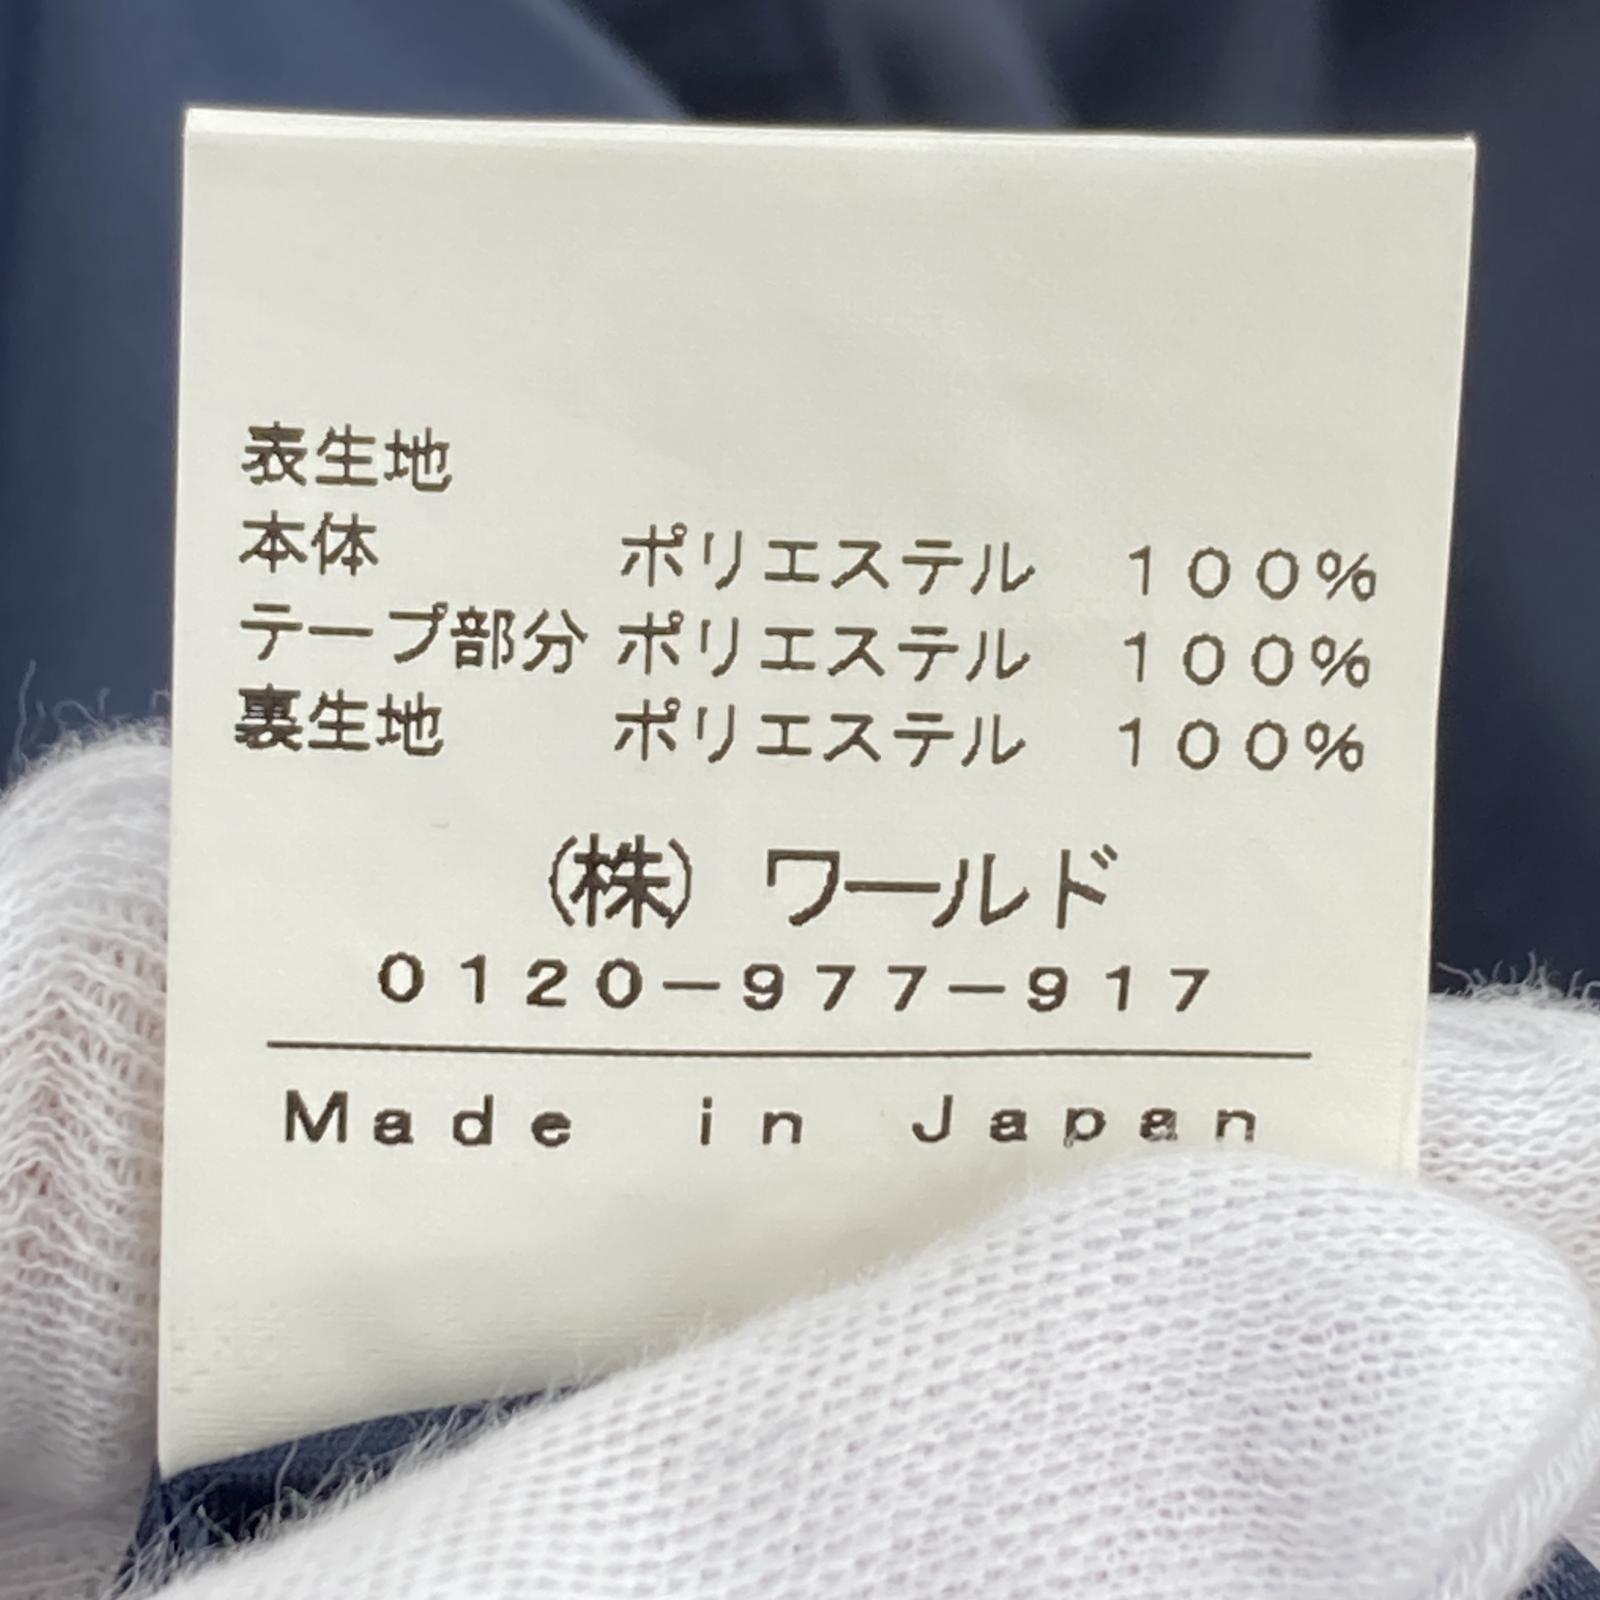 表生地
本体 ポリエステル 100%
テープ部分 ポリエステル 100%
裏生地 ポリエステル 100%
(株) ワールド
0120-977-917
Made in Japan